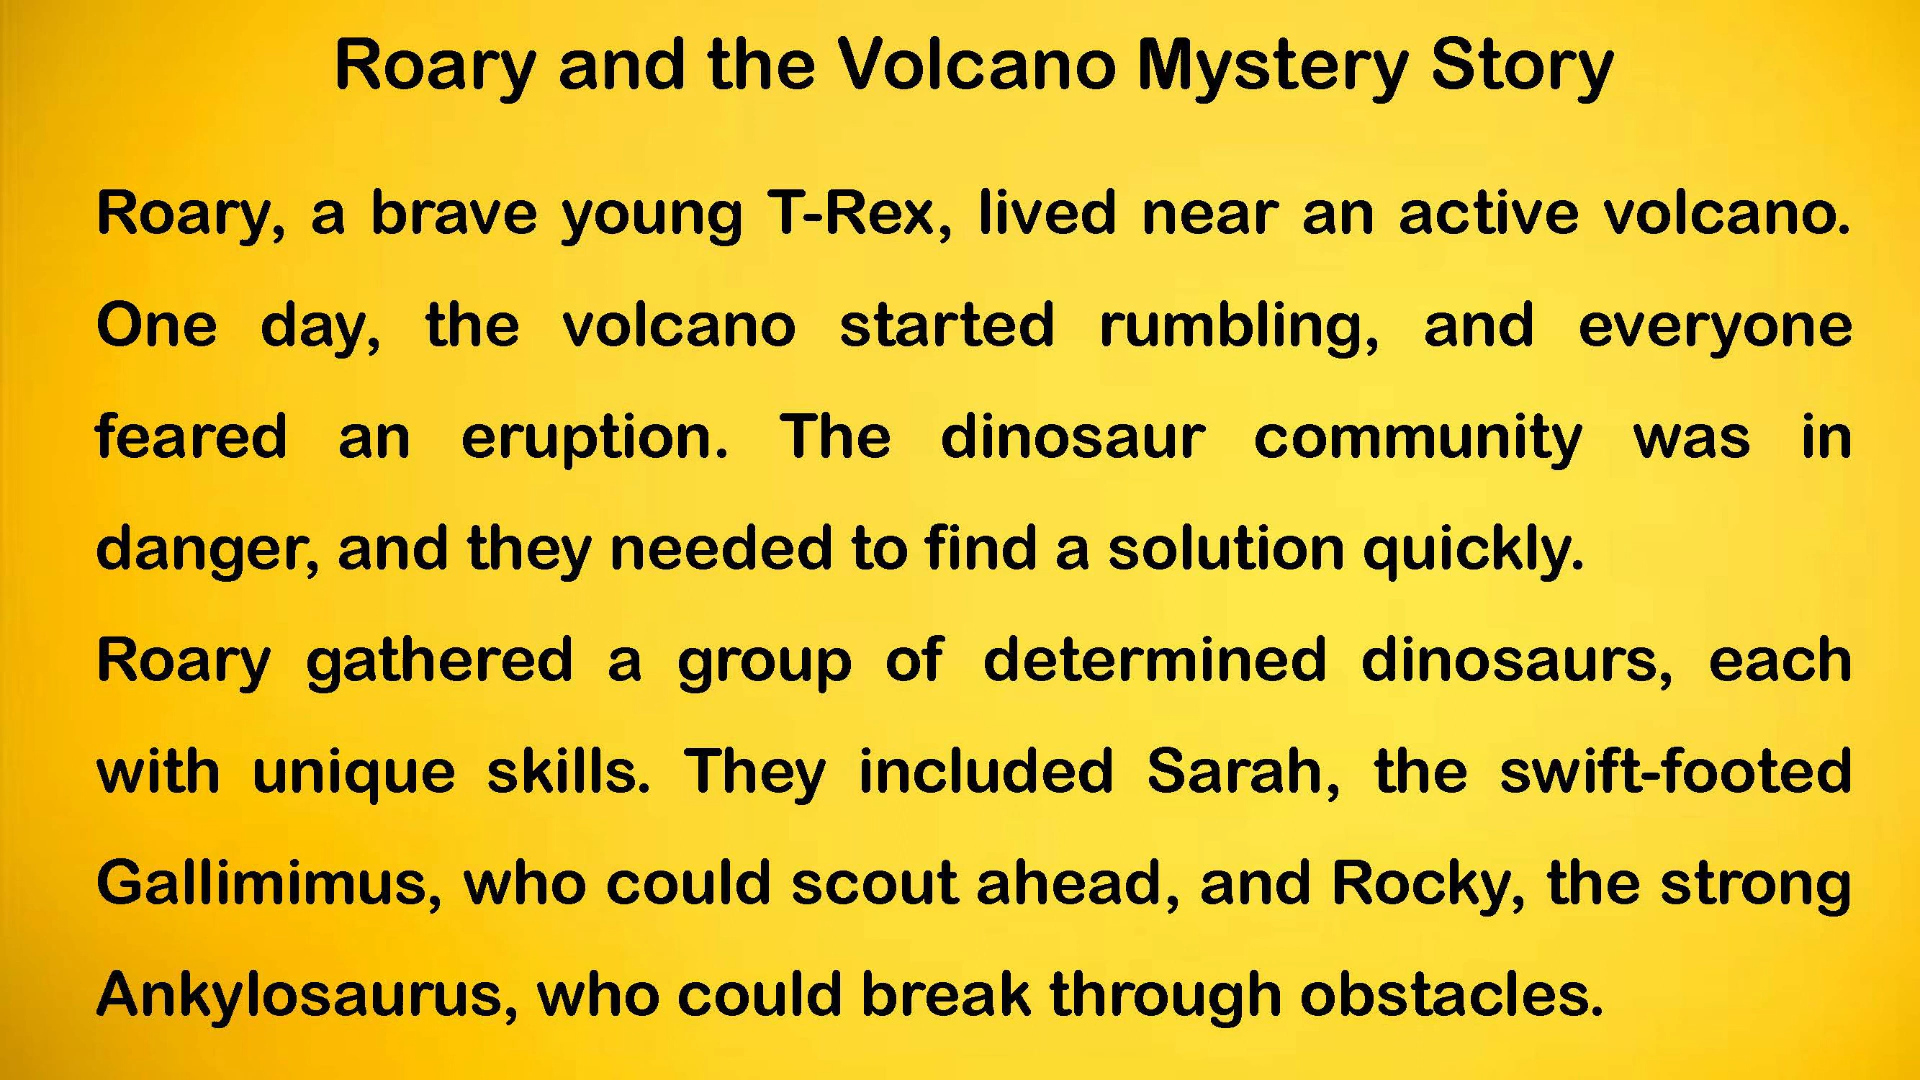 Roary and the Volcano Mystery Story
Roary, a brave young T-Rex, lived near an active volcano.
One day, the volcano started rumbling, and everyone
feared an eruption. The dinosaur community was in
danger, and they needed to find a solution quickly.
Roary gathered a group of determined dinosaurs, each
with unique skills. They included Sarah, the swift-footed
Gallimimus, who could scout ahead, and Rocky, the strong
Ankylosaurus, who could break through obstacles.